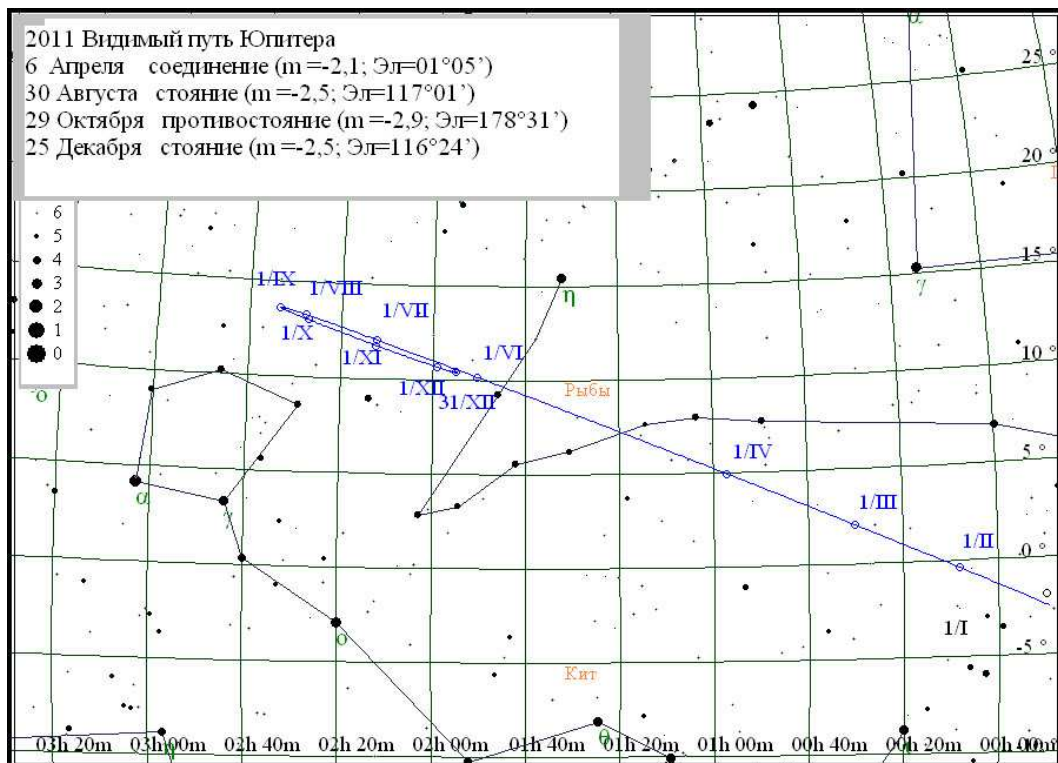 2011 Видимый путь Юпитера
6 Апреля соединение (m =-2,1; Эл=01°05’)
30 Августа стояние (m =-2,5; Эл=117°01’)
29 Октября противостояние (m =-2,9; Эл=178°31’)
25 Декабря стояние (m =-2,5; Эл=116°24’)
α
25 °
20 °
6
5
4
3
2
1
0
15 °
γ
η
1/IX
1/VIII
1/VII
1/X
1/XI
1/VI
10 °
1/XII
31/XII
Рыбы
5 °
1/IV
α
γ
1/III
0 °
1/II
1/I
ο
-5 °
Кит
η
θ
03h 20m 03h 00m 02h 40m 02h 20m 02h 00m 01h 40m 01h 20m 01h 00m 00h 40m 00h 20m 00h 00m